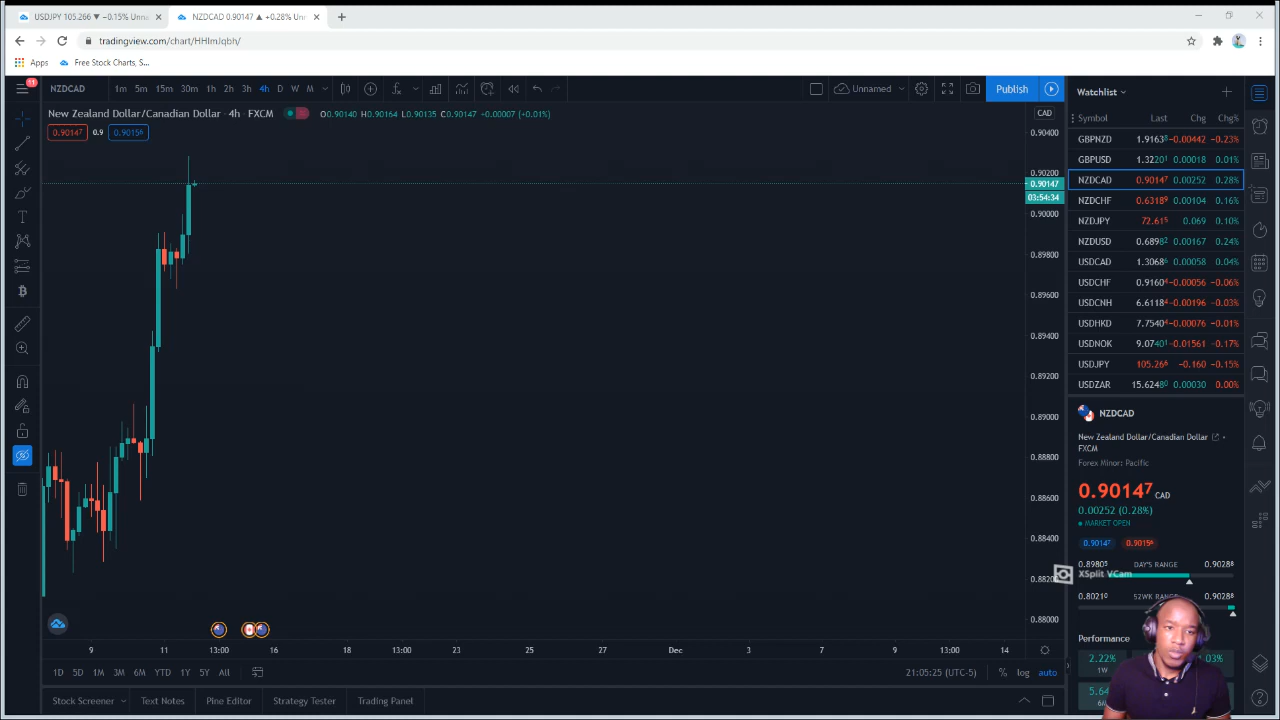 USDJPY 105.266 ▼ −0.15% Unna
NZDCAD 0.90147 ▲ +0.28% Unn
tradingview.com/chart/HHlmJqbh/
Apps
Free Stock Charts, S...
11
NZDCAD
1m 5m 15m 30m 1h 2h 3h 4h D W M
Unnamed
Publish
Watchlist
New Zealand Dollar/Canadian Dollar · 4h · FXCM
O0.90140 H0.90164 L0.90135 C0.90147 −0.00007 (+0.01%)
CAD
0.90147 0.9 0.90156
Symbol Last Chg Chg%
GBPNZD 1.91638 −0.00442 −0.23%
GBPUSD 1.32201 0.00018 0.01%
NZDCAD 0.90147 0.00252 0.28%
NZDCHF 0.63189 0.00104 0.16%
NZDJPY 72.615 0.069 0.10%
NZDUSD 0.68982 0.00167 0.24%
USDCAD 1.30686 0.00058 0.04%
USDCHF 0.91604 −0.00056 −0.06%
USDCNH 6.61184 −0.00196 −0.03%
USDHKD 7.75404 −0.00076 −0.01%
USDNOK 9.07401 −0.01561 −0.17%
USDJPY 105.266 −0.160 −0.15%
USDZAR 15.62480 0.00030 0.00%
0.90400
0.90200
0.90147
03:54:34
0.90000
0.89800
0.89600
0.89400
0.89200
0.89000
0.88800
0.88600
0.88400
0.88200
0.88000
NZDCAD
New Zealand Dollar/Canadian Dollar
FXCM
Forex Minor: Pacific
0.90147 CAD
0.00252 (0.28%)
MARKET OPEN
0.90147 0.90156
0.89805 DAY'S RANGE 0.90288
XSplit VCam
0.80210 52WK RANGE 0.90288
Performance
2.22%
1W
03%
5.64
9 11 13:00 16 18 13:00 23 25 27 Dec 3 7 9 13:00 14
1D 5D 1M 3M 6M YTD 1Y 5Y All
21:05:25 (UTC-5)
% log auto
Stock Screener Text Notes Pine Editor Strategy Tester Trading Panel